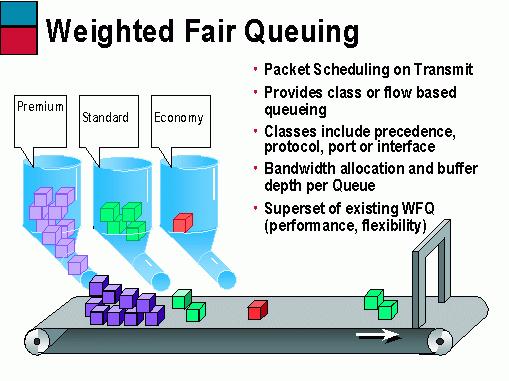 Weighted Fair Queuing
• Packet Scheduling on Transmit
• Provides class or flow based
queueing
• Classes include precedence,
protocol, port or interface
• Bandwidth allocation and buffer
depth per Queue
• Superset of existing WFQ
(performance, flexibility)
Premium
Standard
Economy